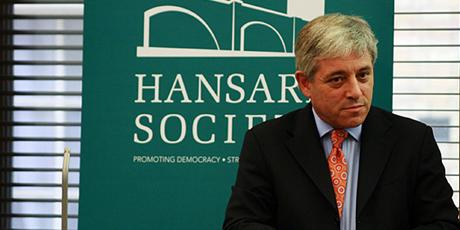 HANSAR
SOCIE
PROMOTING DEMOCRACY • STR